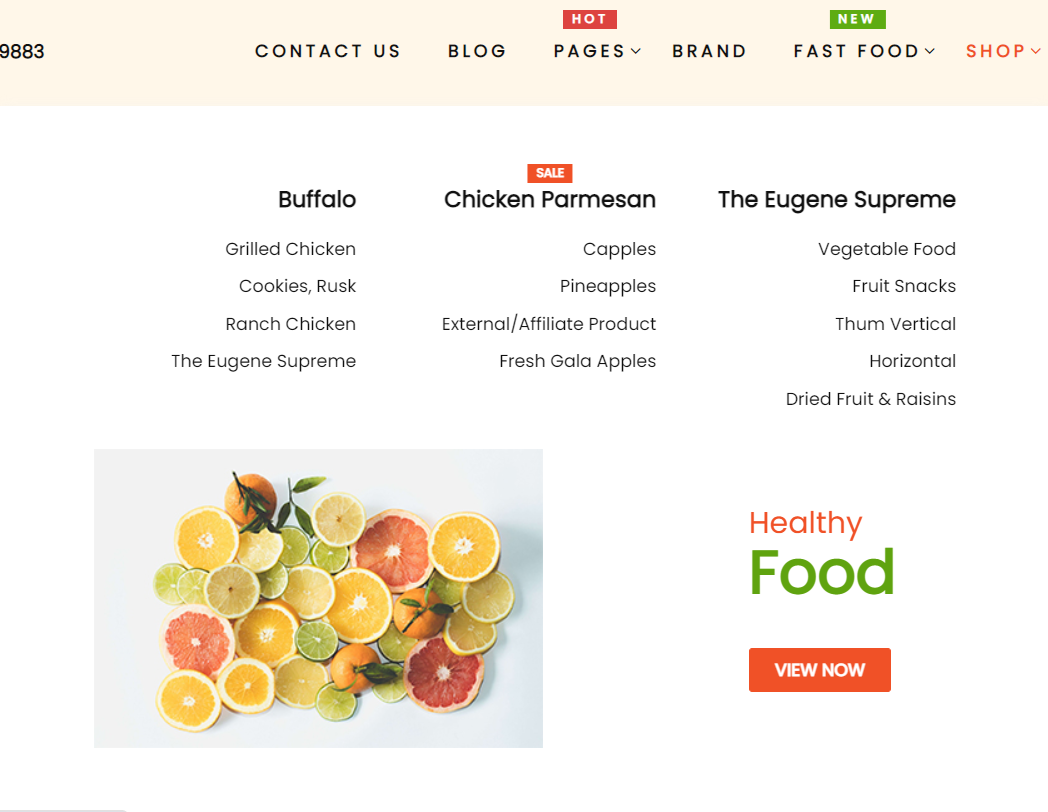 HOT
NEW
9883
CONTACT US
BLOG
PAGES
BRAND
FAST FOOD
SHOP
SALE
Buffalo
Grilled Chicken
Cookies, Rusk
Ranch Chicken
The Eugene Supreme
Chicken Parmesan
Capples
Pineapples
External/Affiliate Product
Fresh Gala Apples
The Eugene Supreme
Vegetable Food
Fruit Snacks
Thum Vertical
Horizontal
Dried Fruit & Raisins
Healthy
Food
VIEW NOW